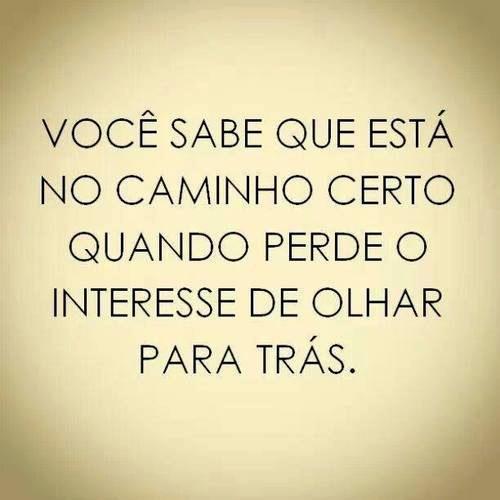 VOCÊ SABE QUE ESTÁ
NO CAMINHO CERTO
QUANDO PERDE O
INTERESSE DE OLHAR
PARA TRÁS.